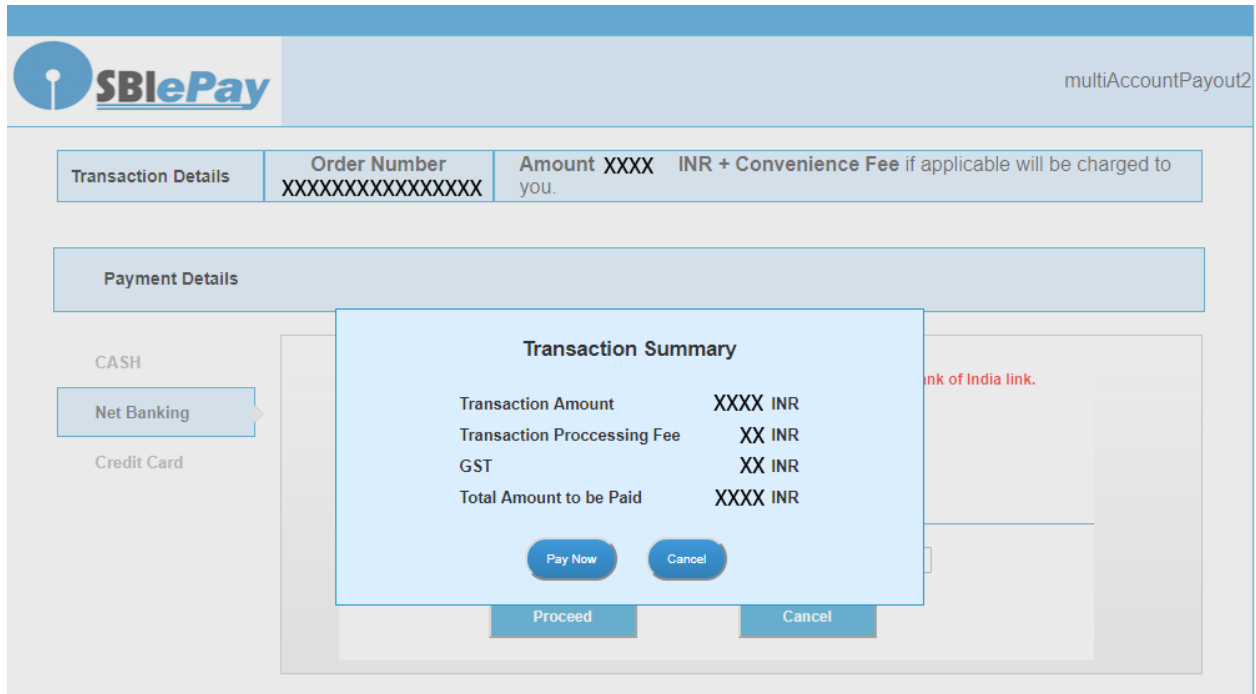 SBIePay
multiAccountPayout2
Transaction Details
Order Number
XXXXXXXXXXXXXXXX
Amount XXXX INR + Convenience Fee if applicable will be charged to
you.
Payment Details
CASH
Net Banking
Credit Card
of India link.
Transaction Summary
Transaction Amount XXXX INR
Transaction Proccessing Fee XX INR
GST XX INR
Total Amount to be Paid XXXX INR
Pay Now
Cancel
Proceed
Cancel